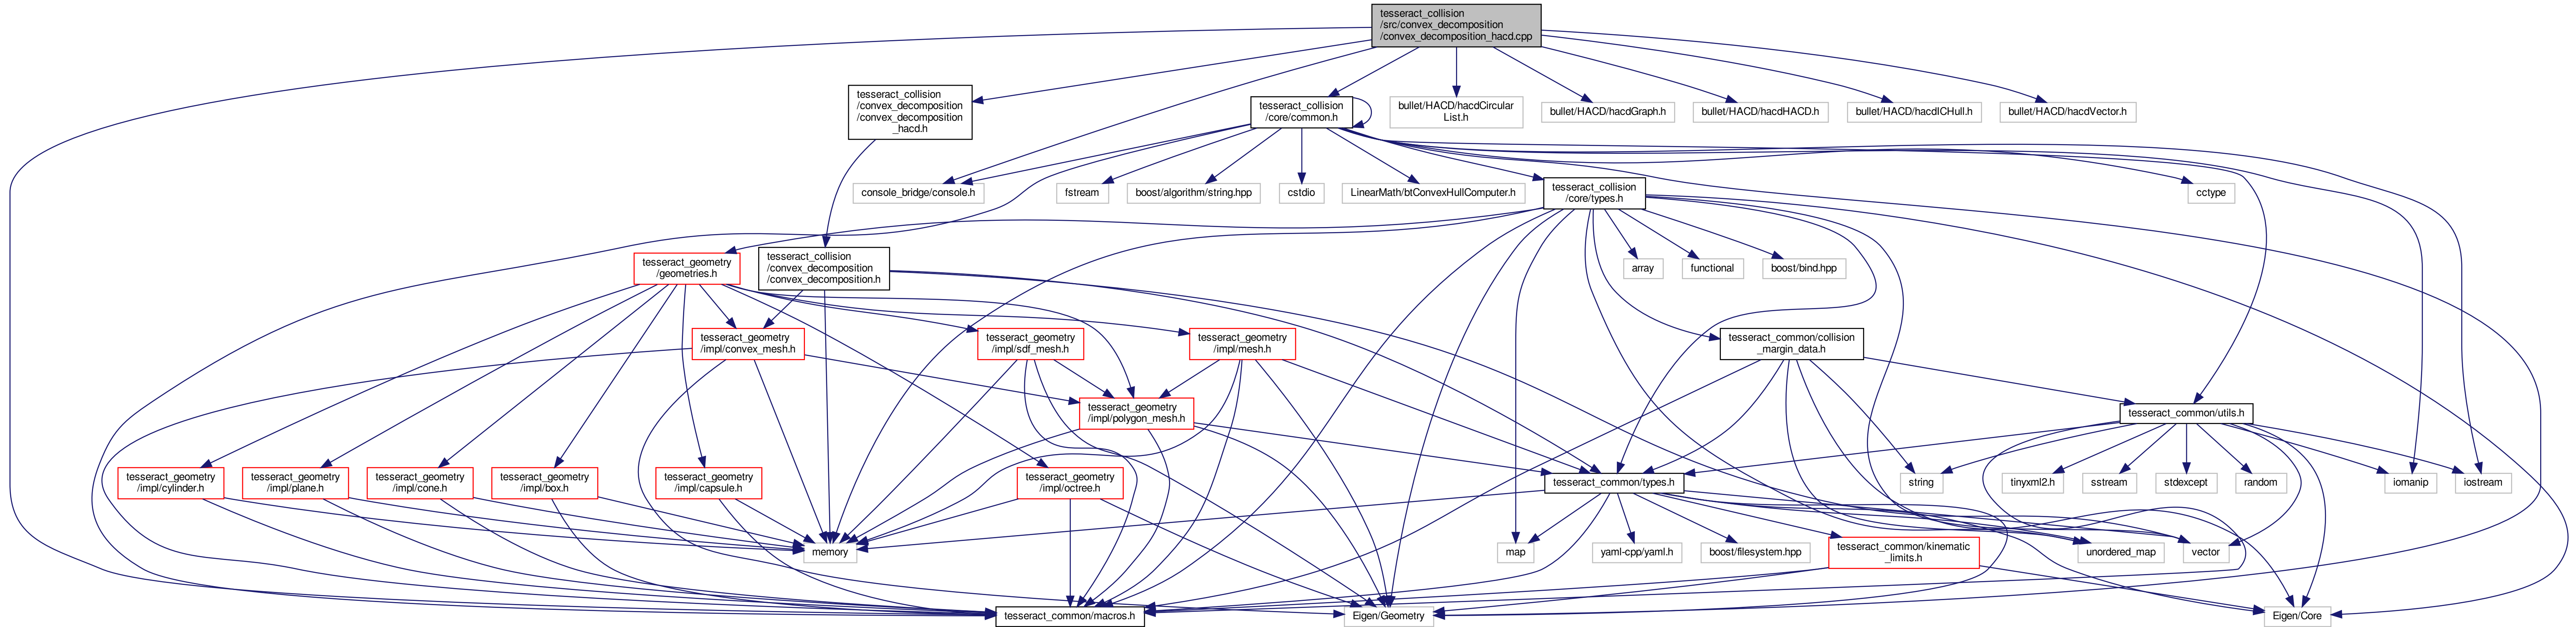 tesseract_collision
/src/convex_decomposition
/convex_decomposition_hacd.cpp
tesseract_collision
/convex_decomposition
/convex_decomposition
_hacd.h
tesseract_collision
/core/common.h
bullet/HACD/hacdCircular
List.h
bullet/HACD/hacdGraph.h
bullet/HACD/hacdHACD.h
bullet/HACD/hacdICHull.h
bullet/HACD/hacdVector.h
console_bridge/console.h
fstream
boost/algorithm/string.hpp
cstdio
LinearMath/btConvexHullComputer.h
tesseract_collision
/core/types.h
cctype
tesseract_geometry
/geometries.h
tesseract_collision
/convex_decomposition
/convex_decomposition.h
array
functional
boost/bind.hpp
tesseract_geometry
/impl/convex_mesh.h
tesseract_geometry
/impl/sdf_mesh.h
tesseract_geometry
/impl/mesh.h
tesseract_common/collision
_margin_data.h
tesseract_geometry
/impl/polygon_mesh.h
tesseract_common/utils.h
tesseract_geometry
/impl/cylinder.h
tesseract_geometry
/impl/plane.h
tesseract_geometry
/impl/cone.h
tesseract_geometry
/impl/box.h
tesseract_geometry
/impl/capsule.h
tesseract_geometry
/impl/octree.h
tesseract_common/types.h
string
tinyxml2.h
sstream
stdexcept
random
iomanip
iostream
memory
map
yaml-cpp/yaml.h
boost/filesystem.hpp
tesseract_common/kinematic
_limits.h
unordered_map
vector
tesseract_common/macros.h
Eigen/Geometry
Eigen/Core